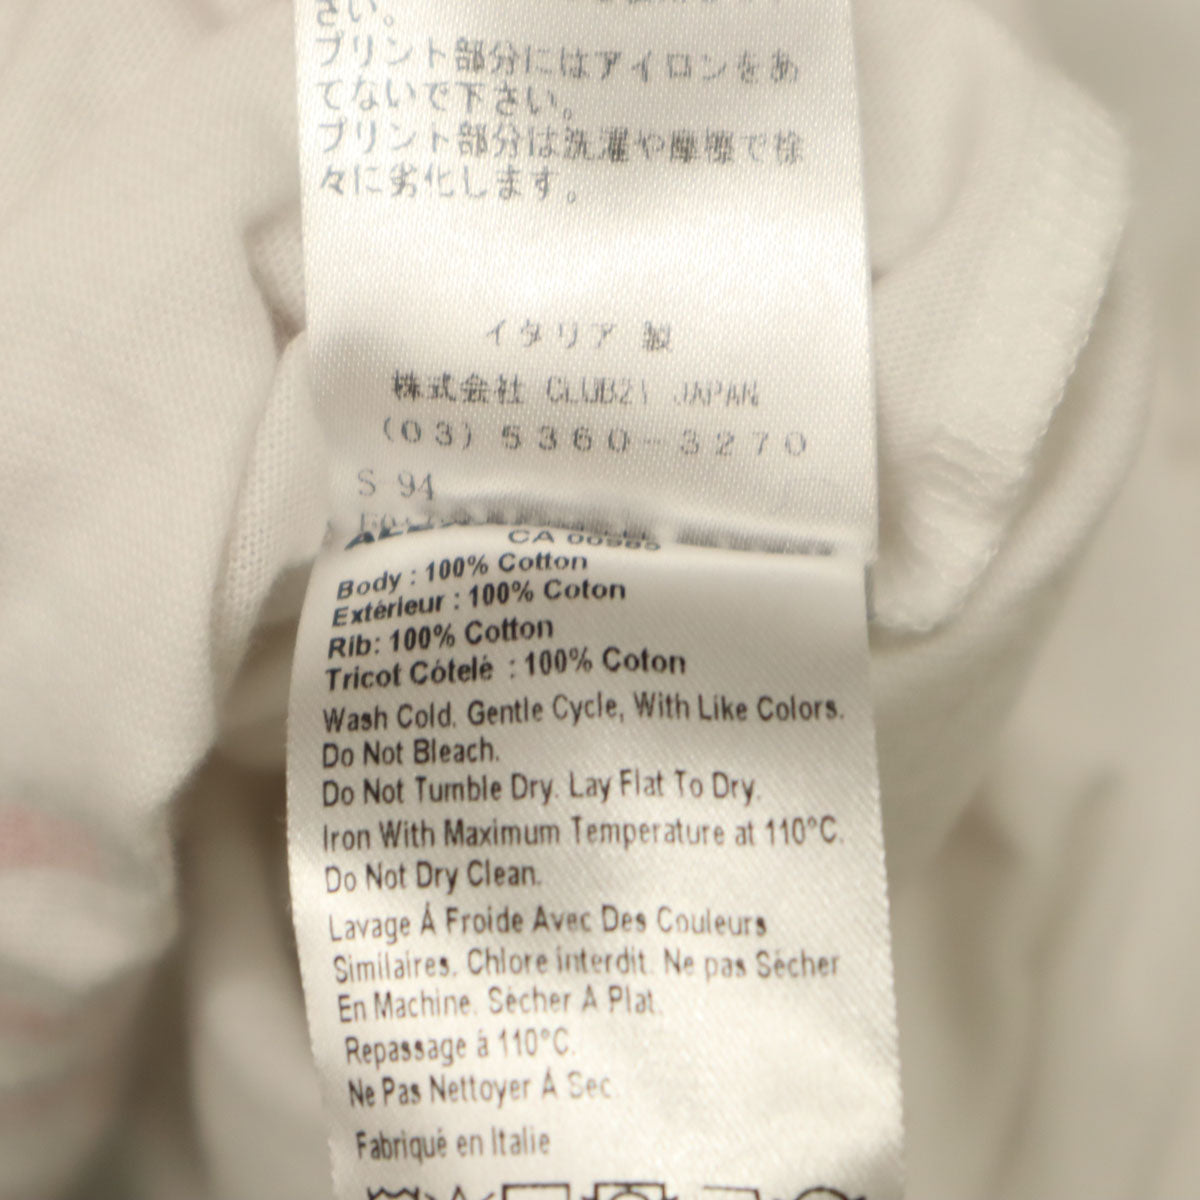 さい。
プリント部分にはアイロンをあ
てないで下さい。
プリント部分は洗濯や摩擦で徐
々に劣化します。
イタリア 製
株式会社 CLUB21 JAPAN
(03) 5360-3270
S 94
CA 00985
Body : 100% Cotton
Extérieur : 100% Coton
Rib: 100% Cotton
Tricot Côtelé : 100% Coton
Wash Cold. Gentle Cycle, With Like Colors.
Do Not Bleach.
Do Not Tumble Dry. Lay Flat To Dry.
Iron With Maximum Temperature at 110°C.
Do Not Dry Clean.
Lavage Á Froide Avec Des Couleurs
Similaires. Chlore interdit. Ne pas Sècher
En Machine. Sècher A Plat.
Repassage á 110°C.
Ne Pas Nettoyer Á Sec.
Fabriqué en Italie